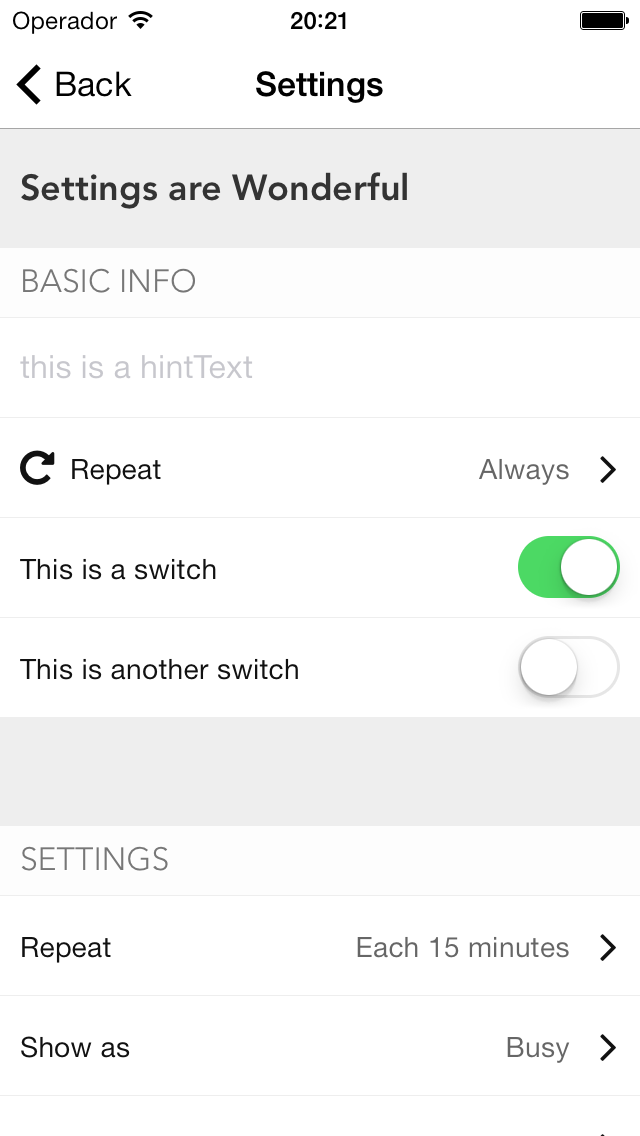 Operador 20:21
Back Settings
Settings are Wonderful
BASIC INFO
this is a hintText
Repeat Always
This is a switch
This is another switch
SETTINGS
Repeat Each 15 minutes
Show as Busy